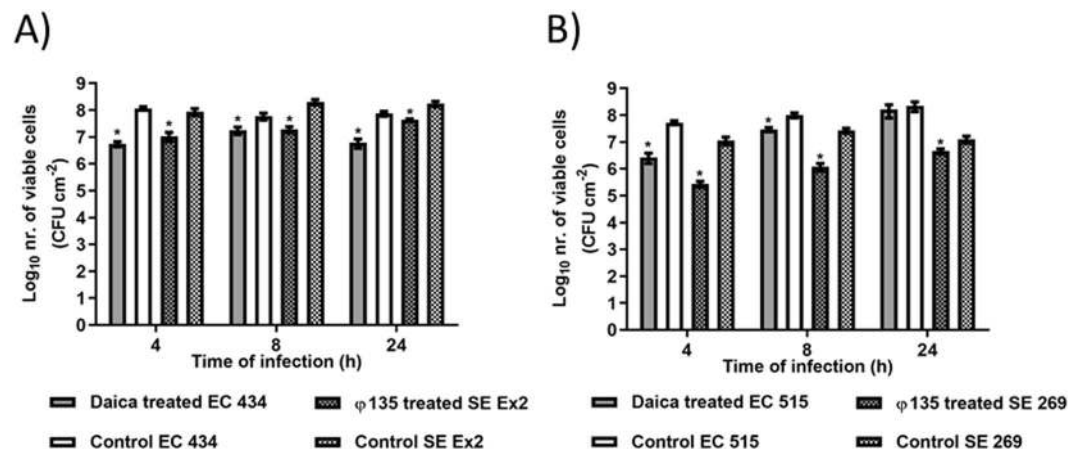 A)
9
8
7
6
5
4
3
2
1
0
Log10 nr. of viable cells
(CFU cm-2)
* * * * * *
4 8 24
Time of infection (h)
Daica treated EC 434
φ135 treated SE Ex2
Control EC 434
Control SE Ex2
B)
9
8
7
6
5
4
3
2
1
0
Log10 nr. of viable cells
(CFU cm-2)
* * * * *
4 8 24
Time of infection (h)
Daica treated EC 515
φ135 treated SE 269
Control EC 515
Control SE 269